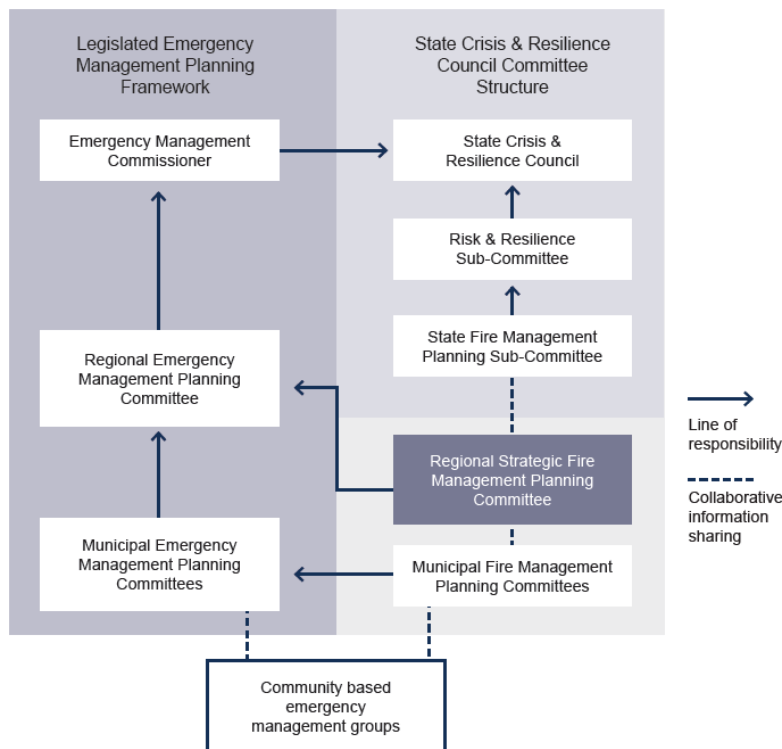 Legislated Emergency
Management Planning
Framework
State Crisis & Resilience
Council Committee
Structure
Emergency Management
Commissioner
State Crisis &
Resilience Council
Risk & Resilience
Sub-Committee
State Fire Management
Planning Sub-Committee
Regional Emergency
Management Planning
Committee
Line of
responsibility
Regional Strategic Fire
Management Planning
Committee
Collaborative
information
sharing
Municipal Emergency
Management Planning
Committees
Municipal Fire Management
Planning Committees
Community based
emergency
management groups